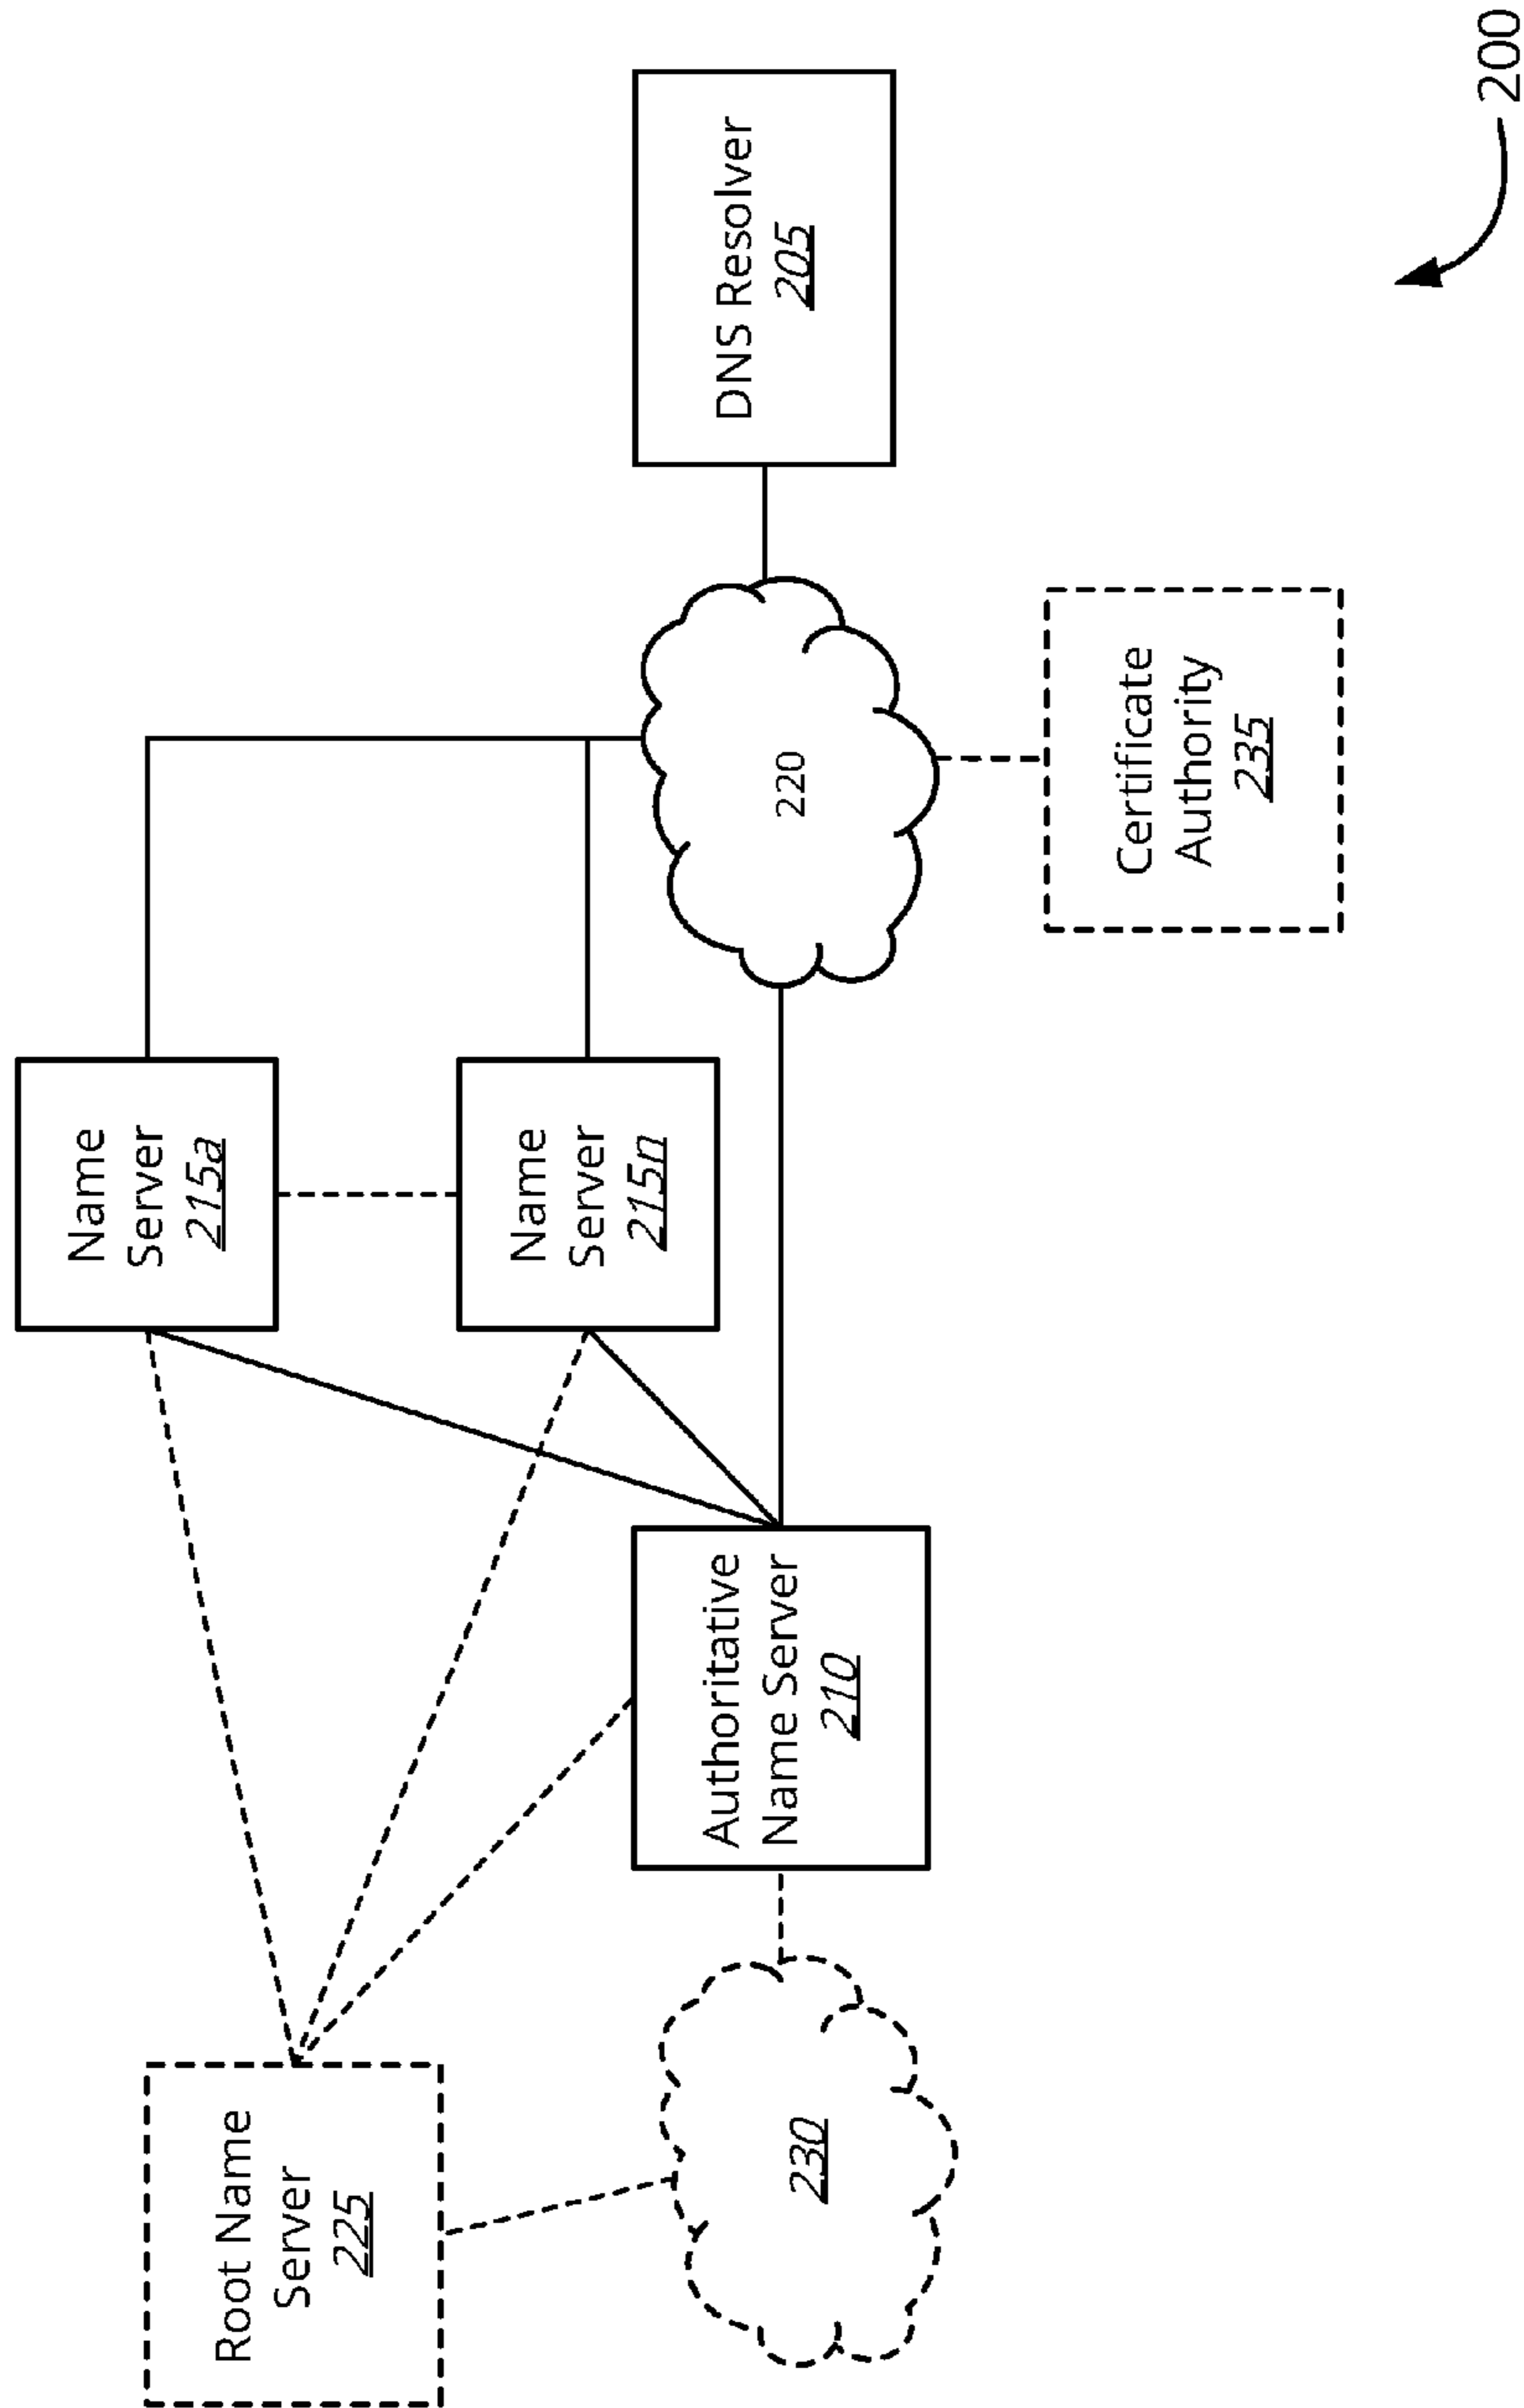 Root Name
Server
225
Name
Server
215a
Name
Server
215n
230
Authoritative
Name Server
210
220
DNS Resolver
205
Certificate
Authority
235
200